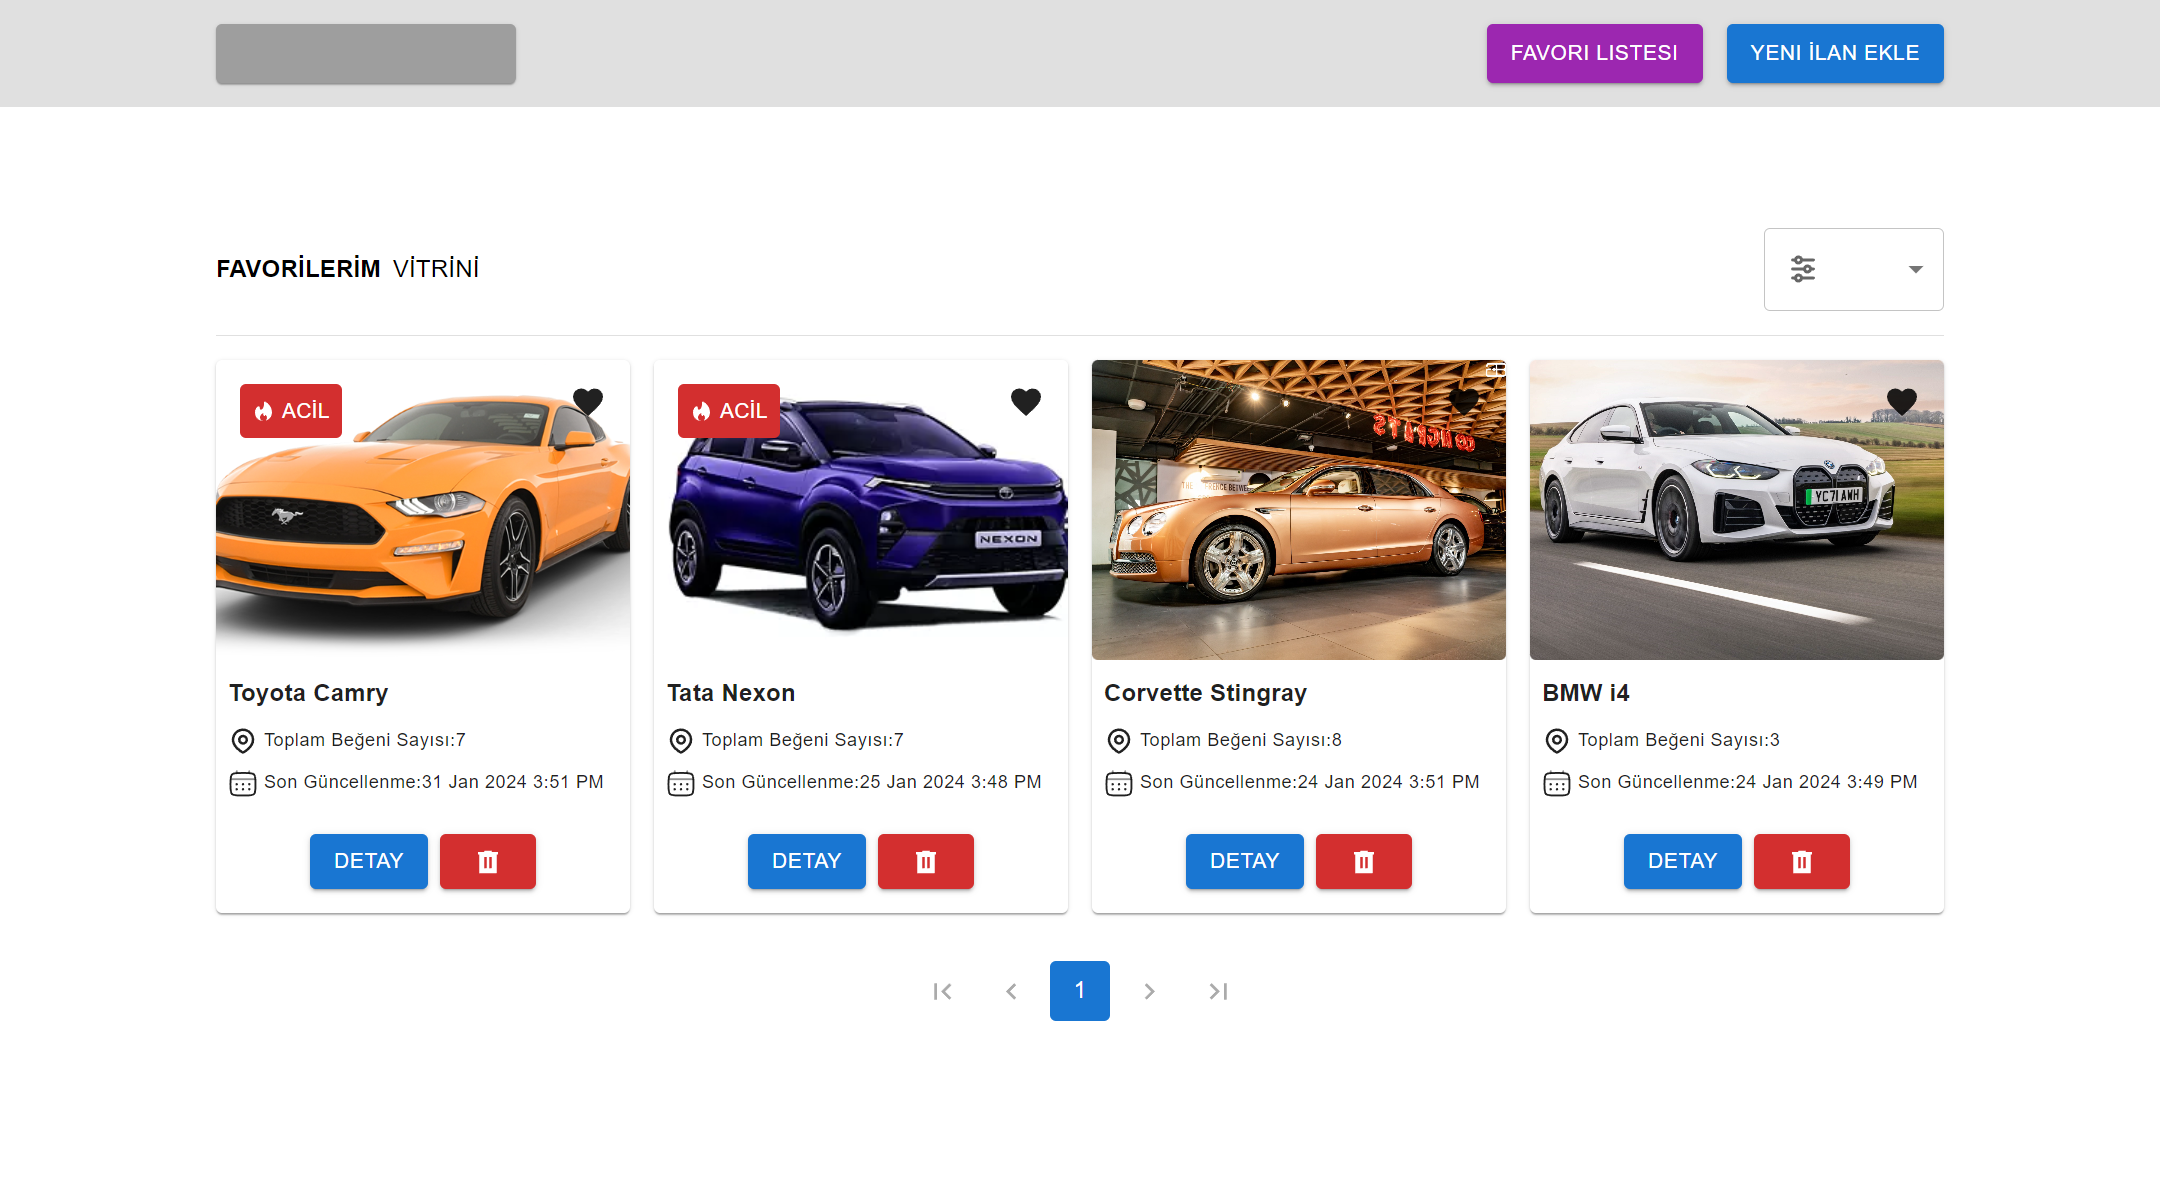 FAVORI LISTESI
YENI İLAN EKLE
FAVORİLERİM VİTRİNİ
ACİL
ACİL
NEXON
YC71 AWH
Toyota Camry
Tata Nexon
Corvette Stingray
BMW i4
Toplam Beğeni Sayısı:7
Toplam Beğeni Sayısı:7
Toplam Beğeni Sayısı:8
Toplam Beğeni Sayısı:3
Son Güncellenme:31 Jan 2024 3:51 PM
Son Güncellenme:25 Jan 2024 3:48 PM
Son Güncellenme:24 Jan 2024 3:51 PM
Son Güncellenme:24 Jan 2024 3:49 PM
DETAY
DETAY
DETAY
DETAY
1